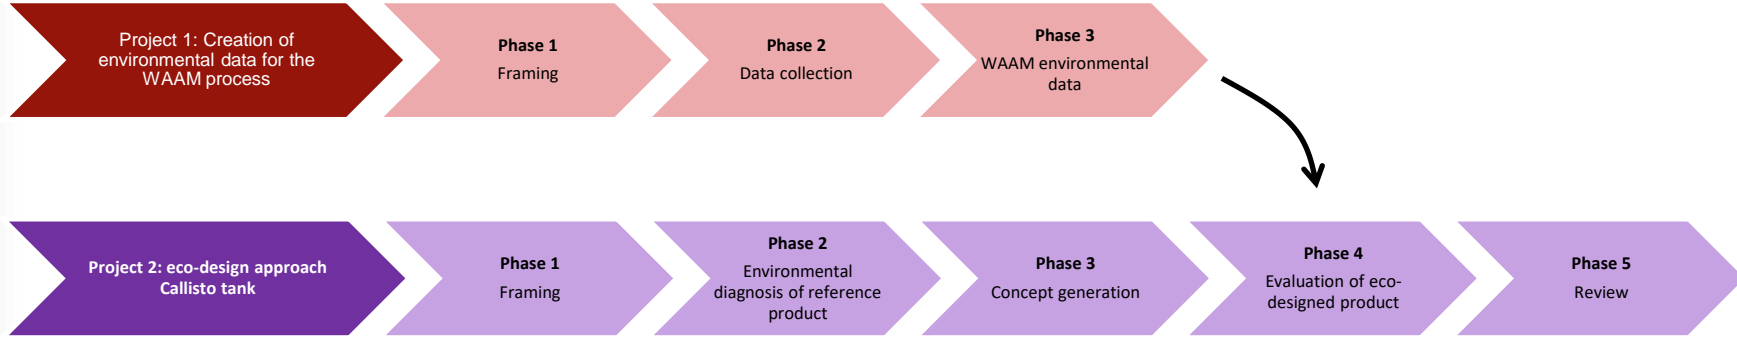 Project 1: Creation of
environmental data for the
WAAM process
Phase 1
Framing
Phase 2
Data collection
Phase 3
WAAM environmental
data
Project 2: eco-design approach
Callisto tank
Phase 1
Framing
Phase 2
Environmental
diagnosis of reference
product
Phase 3
Concept generation
Phase 4
Evaluation of eco-
designed product
Phase 5
Review